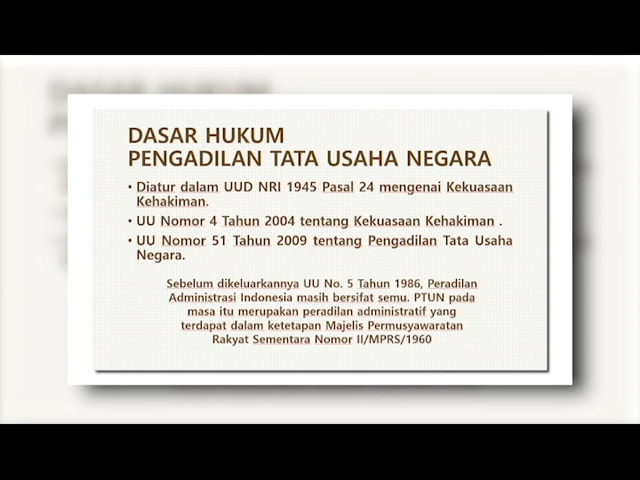 DASAR HUKUM
PENGADILAN TATA USAHA NEGARA
• Diatur dalam UUD NRI 1945 Pasal 24 mengenai Kekuasaan
Kehakiman.
• UU Nomor 4 Tahun 2004 tentang Kekuasaan Kehakiman .
• UU Nomor 51 Tahun 2009 tentang Pengadilan Tata Usaha
Negara.
Sebelum dikeluarkannya UU No. 5 Tahun 1986, Peradilan
Administrasi Indonesia masih bersifat semu. PTUN pada
masa itu merupakan peradilan administratif yang
terdapat dalam ketetapan Majelis Permusyawaratan
Rakyat Sementara Nomor II/MPRS/1960